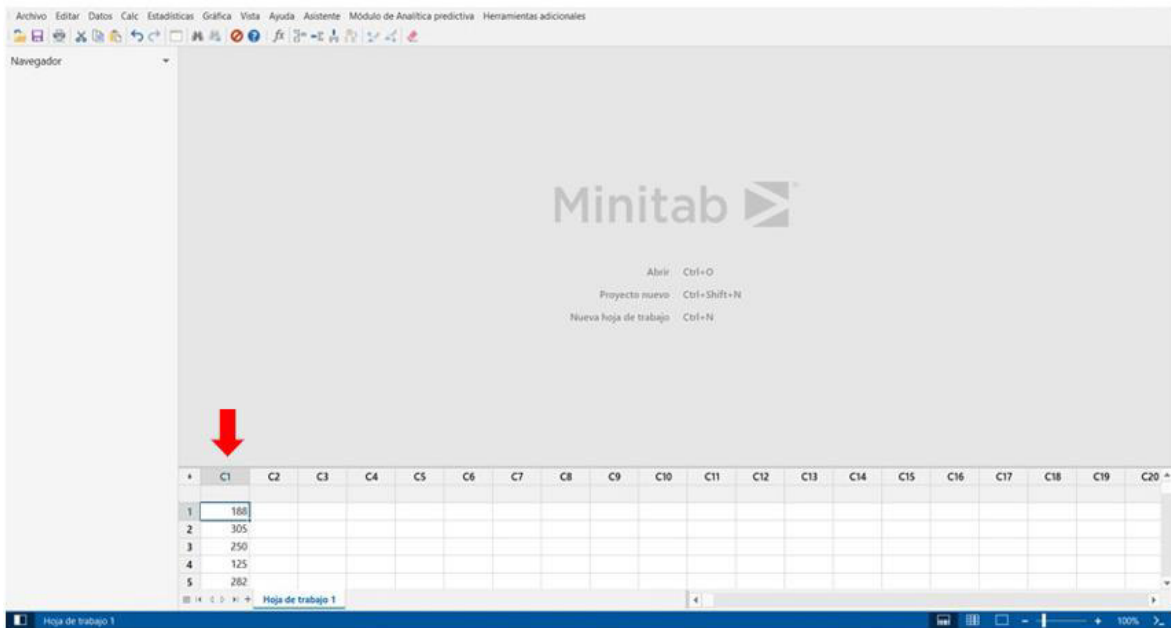 Archivo Editar Datos Calc Estadísticas Gráfica Vista Ayuda Asistente Módulo de Analítica predictiva Herramientas adicionales
Navegador
Minitab
Abrir Ctrl+O
Proyecto nuevo Ctrl+Shift+N
Nueva hoja de trabajo Ctrl+N
C1 C2 C3 C4 C5 C6 C7 C8 C9 C10 C11 C12 C13 C14 C15 C16 C17 C18 C19 C20
1 188
2 305
3 250
4 125
5 282
Hoja de trabajo 1
Hoja de trabajo 1 100%